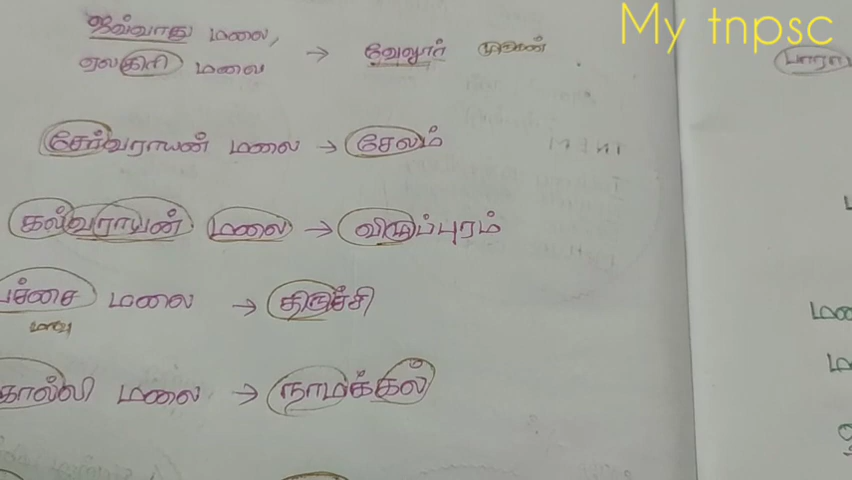 My tnpsc
ஜவ்வாது மலை,
ஏலகிரி மலை → வேலூர் முருகன்
சேர்வராயன் மலை → சேலம்
கல்வராயன் மலை → விழுப்புரம்
பச்சை மலை → திருச்சி
கொல்லி மலை → நாமக்கல்